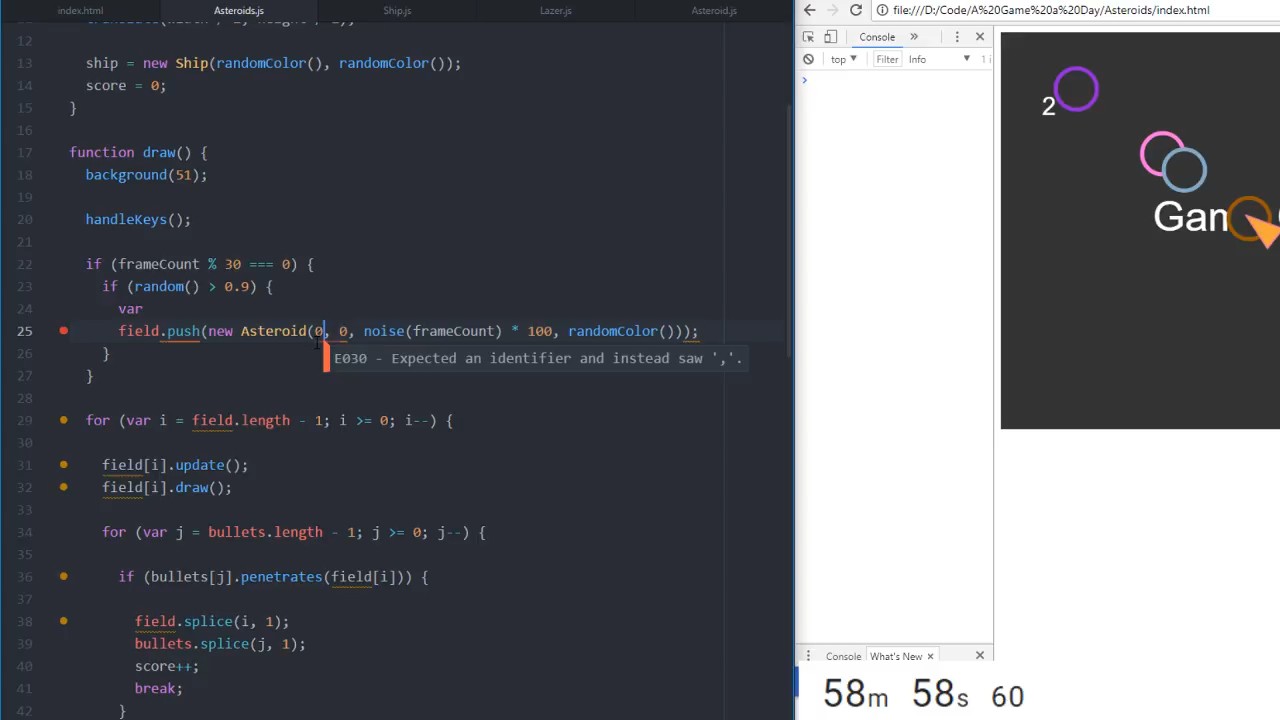 index.html Asteroids.js Ship.js Lazer.js Asteroid.js
12
13 ship = new Ship(randomColor(), randomColor());
14 score = 0;
15 }
16
17 function draw() {
18 background(51);
19
20 handleKeys();
21
22 if (frameCount % 30 === 0) {
23 if (random() > 0.9) {
24 var
25 field.push(new Asteroid(0, 0, noise(frameCount) * 100, randomColor()));
E030 - Expected an identifier and instead saw ','.
26 }
27 }
28
29 for (var i = field.length - 1; i >= 0; i--) {
30
31 field[i].update();
32 field[i].draw();
33
34 for (var j = bullets.length - 1; j >= 0; j--) {
35
36 if (bullets[j].penetrates(field[i])) {
37
38 field.splice(i, 1);
39 bullets.splice(j, 1);
40 score++;
41 break;
42 }
file:///D:/Code/A%20Game%20a%20Day/Asteroids/index.html
Console »
top ▼ Filter Info ▼ 1 i
>
2
Gam
Console What's New ×
58m 58s 60